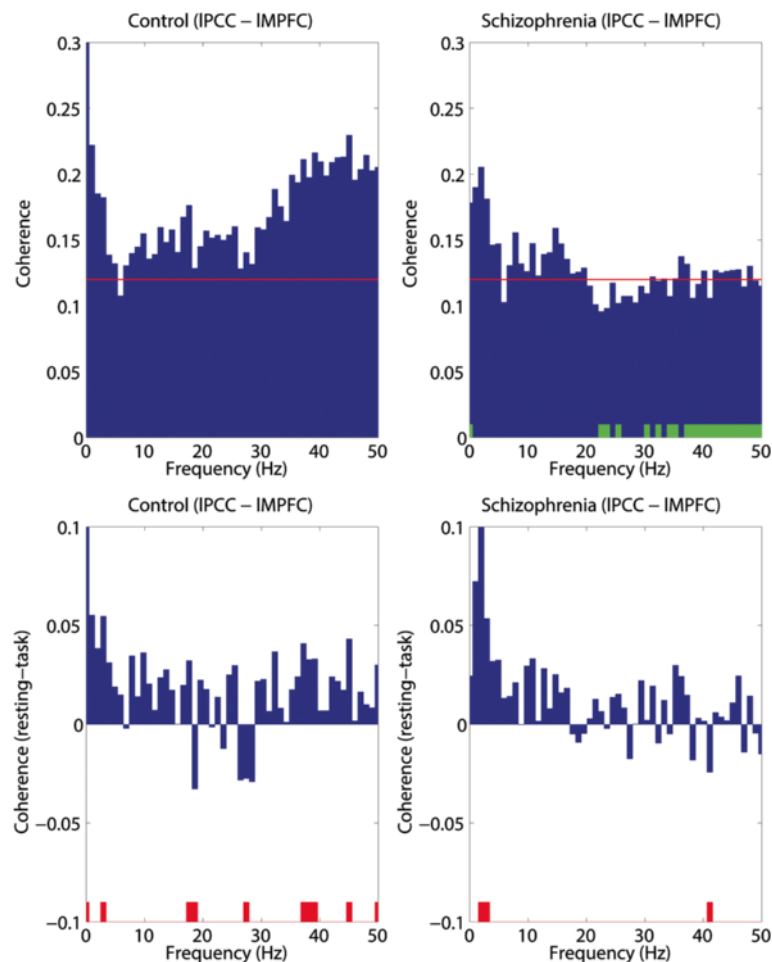 Control (lPCC – lMPFC)
Schizophrenia (lPCC – lMPFC)
Coherence
0.3
0.25
0.2
0.15
0.1
0.05
0
0 10 20 30 40 50
Frequency (Hz)
Coherence
0.3
0.25
0.2
0.15
0.1
0.05
0
0 10 20 30 40 50
Frequency (Hz)
Control (lPCC – lMPFC)
Schizophrenia (lPCC – lMPFC)
Coherence (resting–task)
0.1
0.05
0
−0.05
−0.1
0 10 20 30 40 50
Frequency (Hz)
Coherence (resting–task)
0.1
0.05
0
−0.05
−0.1
0 10 20 30 40 50
Frequency (Hz)